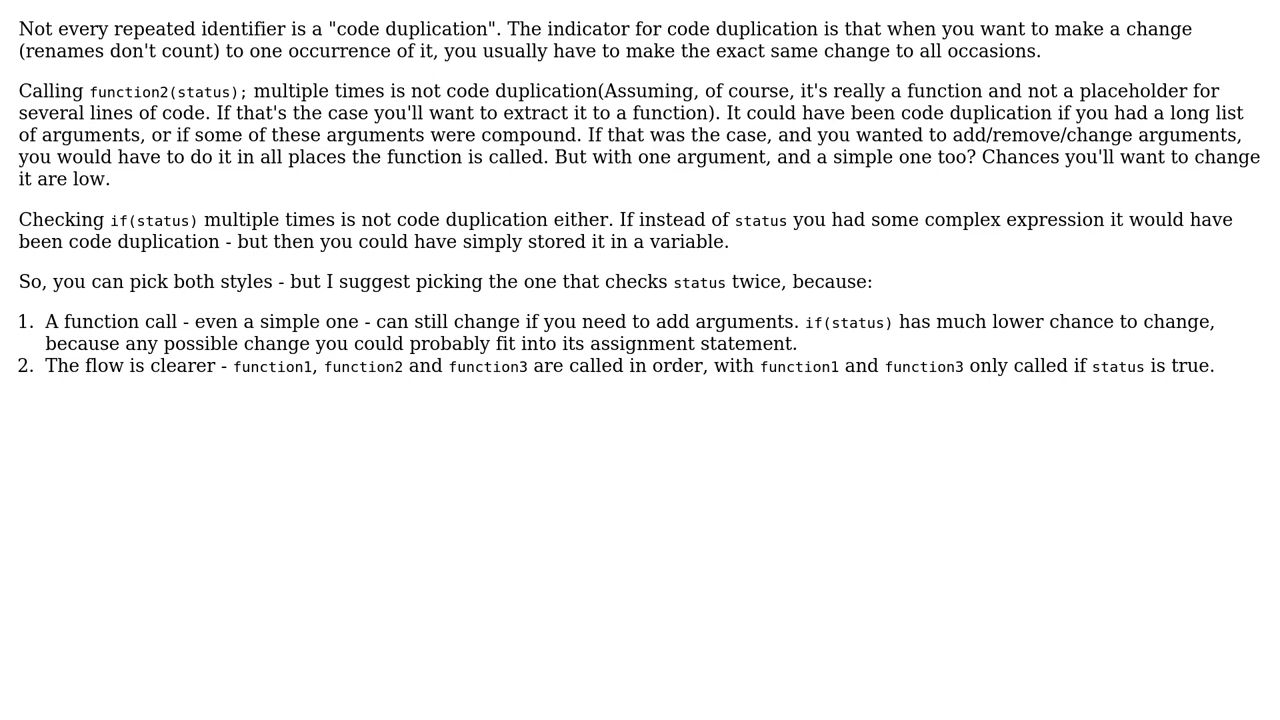 Not every repeated identifier is a "code duplication". The indicator for code duplication is that when you want to make a change
(renames don't count) to one occurrence of it, you usually have to make the exact same change to all occasions.
Calling function2(status); multiple times is not code duplication(Assuming, of course, it's really a function and not a placeholder for
several lines of code. If that's the case you'll want to extract it to a function). It could have been code duplication if you had a long list
of arguments, or if some of these arguments were compound. If that was the case, and you wanted to add/remove/change arguments,
you would have to do it in all places the function is called. But with one argument, and a simple one too? Chances you'll want to change
it are low.
Checking if(status) multiple times is not code duplication either. If instead of status you had some complex expression it would have
been code duplication - but then you could have simply stored it in a variable.
So, you can pick both styles - but I suggest picking the one that checks status twice, because:
1. A function call - even a simple one - can still change if you need to add arguments. if(status) has much lower chance to change,
because any possible change you could probably fit into its assignment statement.
2. The flow is clearer - function1, function2 and function3 are called in order, with function1 and function3 only called if status is true.